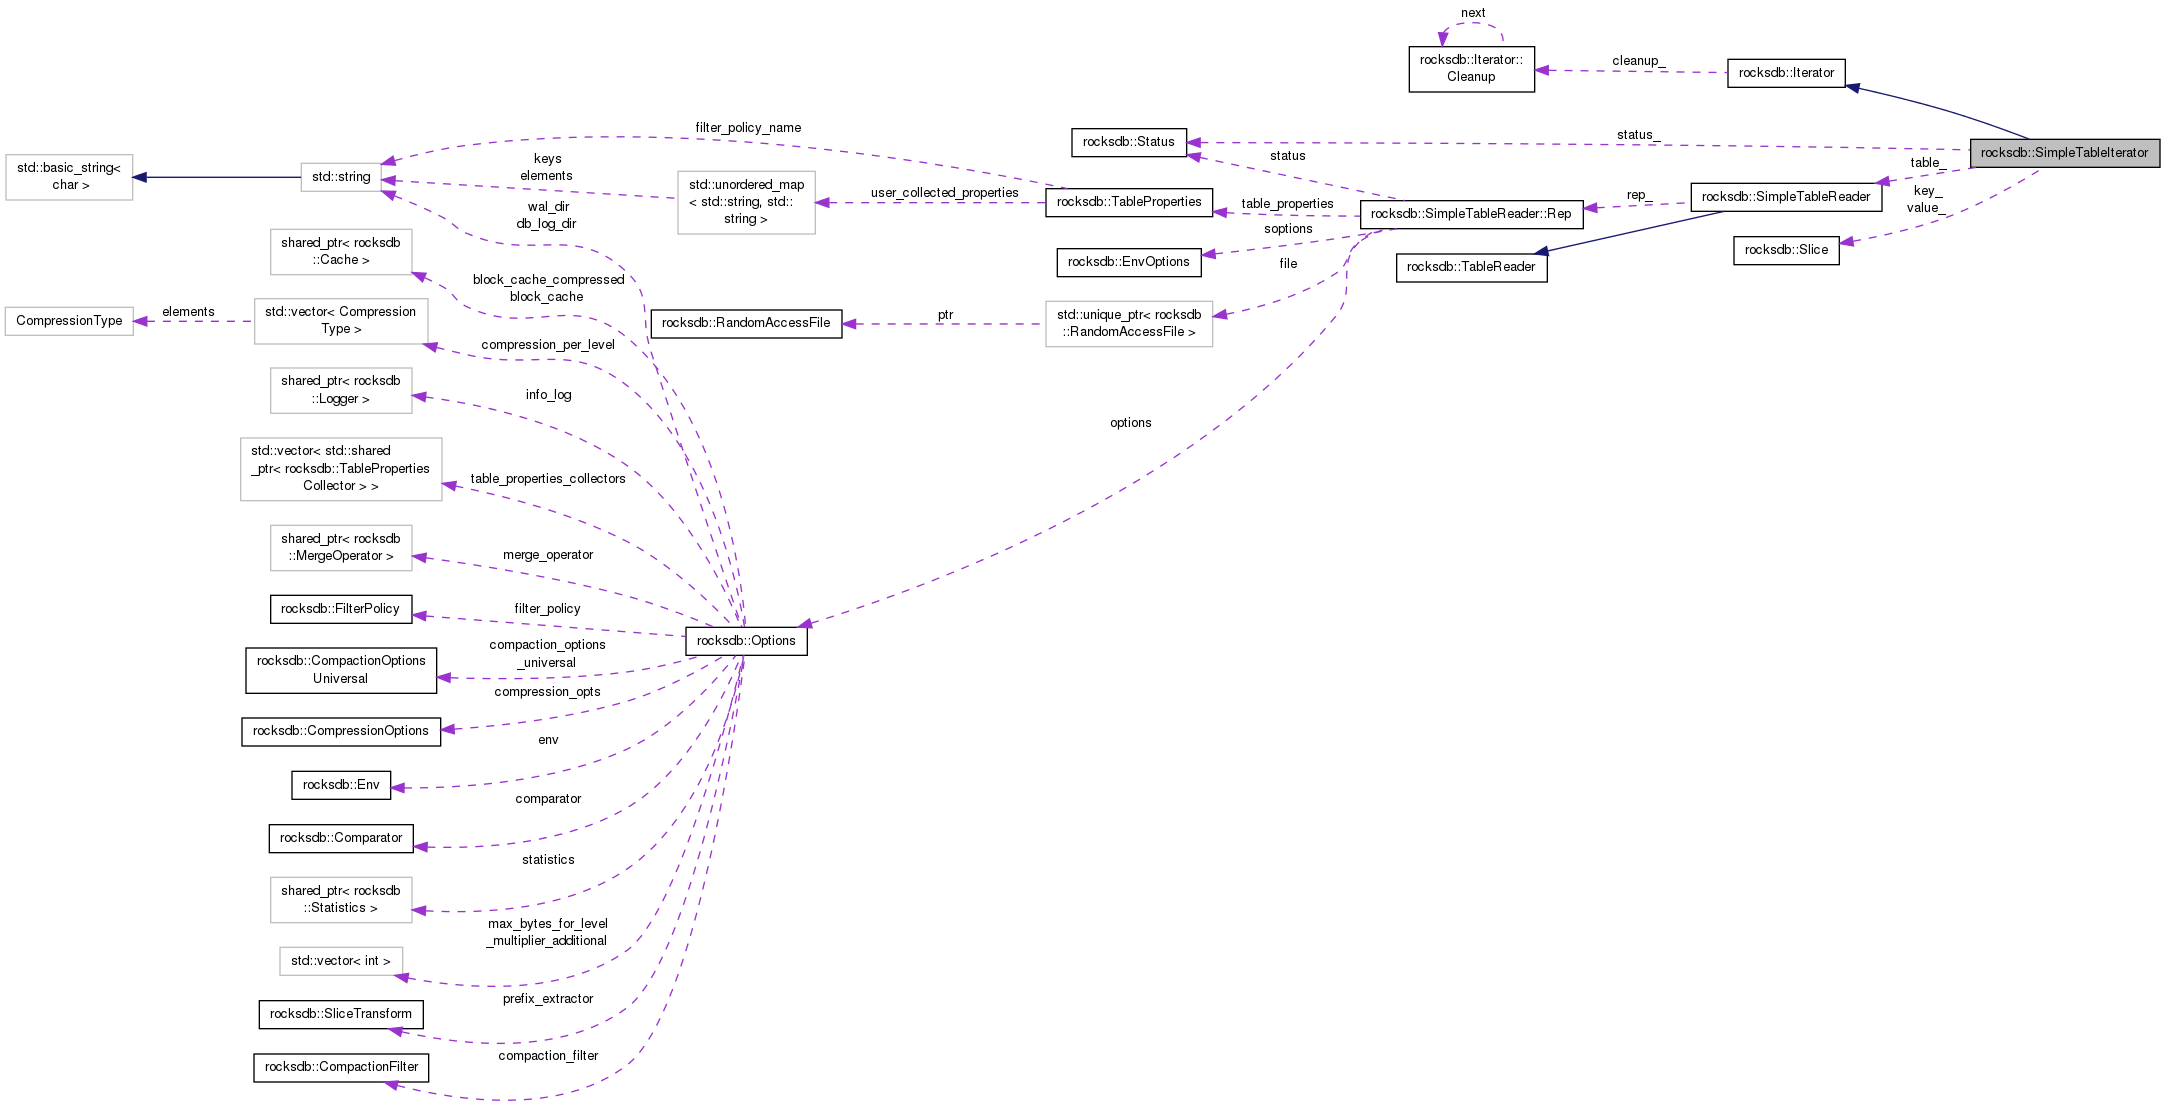 next
rocksdb::Iterator::
Cleanup
cleanup_
rocksdb::Iterator
filter_policy_name
rocksdb::Status
status_
rocksdb::SimpleTableIterator
std::basic_string<
char >
std::string
keys
elements
std::unordered_map
< std::string, std::
string >
user_collected_properties
rocksdb::TableProperties
status
table_properties
rocksdb::SimpleTableReader::Rep
rep_
rocksdb::SimpleTableReader
table_
key_
value_
wal_dir
db_log_dir
soptions
rocksdb::EnvOptions
rocksdb::TableReader
rocksdb::Slice
shared_ptr< rocksdb
::Cache >
block_cache_compressed
block_cache
file
CompressionType
elements
std::vector< Compression
Type >
rocksdb::RandomAccessFile
ptr
std::unique_ptr< rocksdb
::RandomAccessFile >
compression_per_level
shared_ptr< rocksdb
::Logger >
info_log
options
std::vector< std::shared
_ptr< rocksdb::TableProperties
Collector > >
table_properties_collectors
shared_ptr< rocksdb
::MergeOperator >
merge_operator
rocksdb::FilterPolicy
filter_policy
rocksdb::Options
rocksdb::CompactionOptions
Universal
compaction_options
_universal
rocksdb::CompressionOptions
compression_opts
rocksdb::Env
env
rocksdb::Comparator
comparator
shared_ptr< rocksdb
::Statistics >
statistics
std::vector< int >
max_bytes_for_level
_multiplier_additional
rocksdb::SliceTransform
prefix_extractor
rocksdb::CompactionFilter
compaction_filter